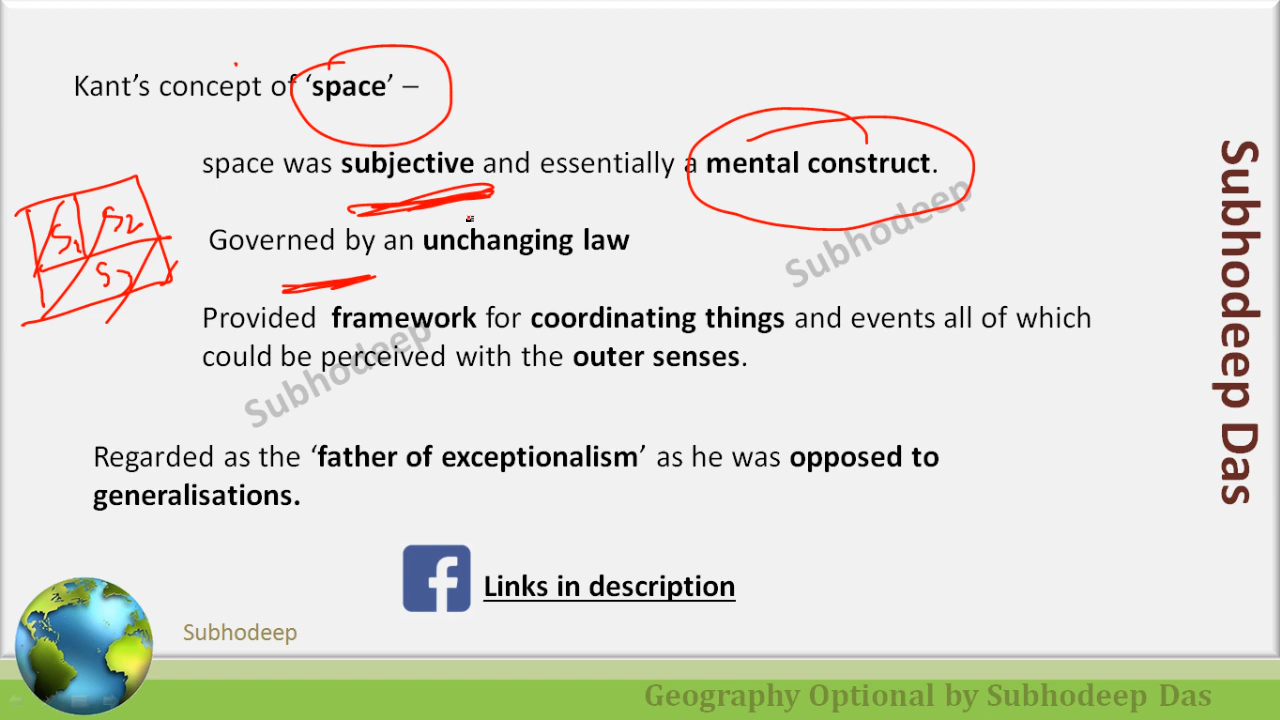 Kant's concept of ‘space’ –
space was subjective and essentially a mental construct.
Governed by an unchanging law
S1 S2
S3
Provided framework for coordinating things and events all of which
could be perceived with the outer senses.
Regarded as the ‘father of exceptionalism’ as he was opposed to
generalisations.
Links in description
Subhodeep
Subhodeep
Subhodeep
Subhodeep Das
Geography Optional by Subhodeep Das